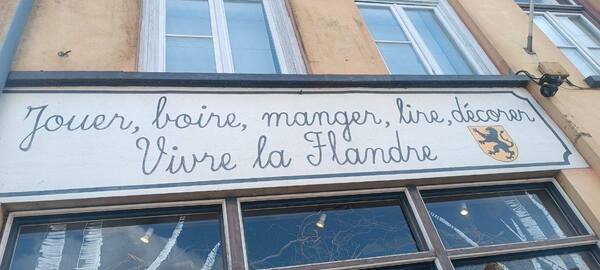 Jouer, boire, manger, lire, décorer
Vivre la Flandre